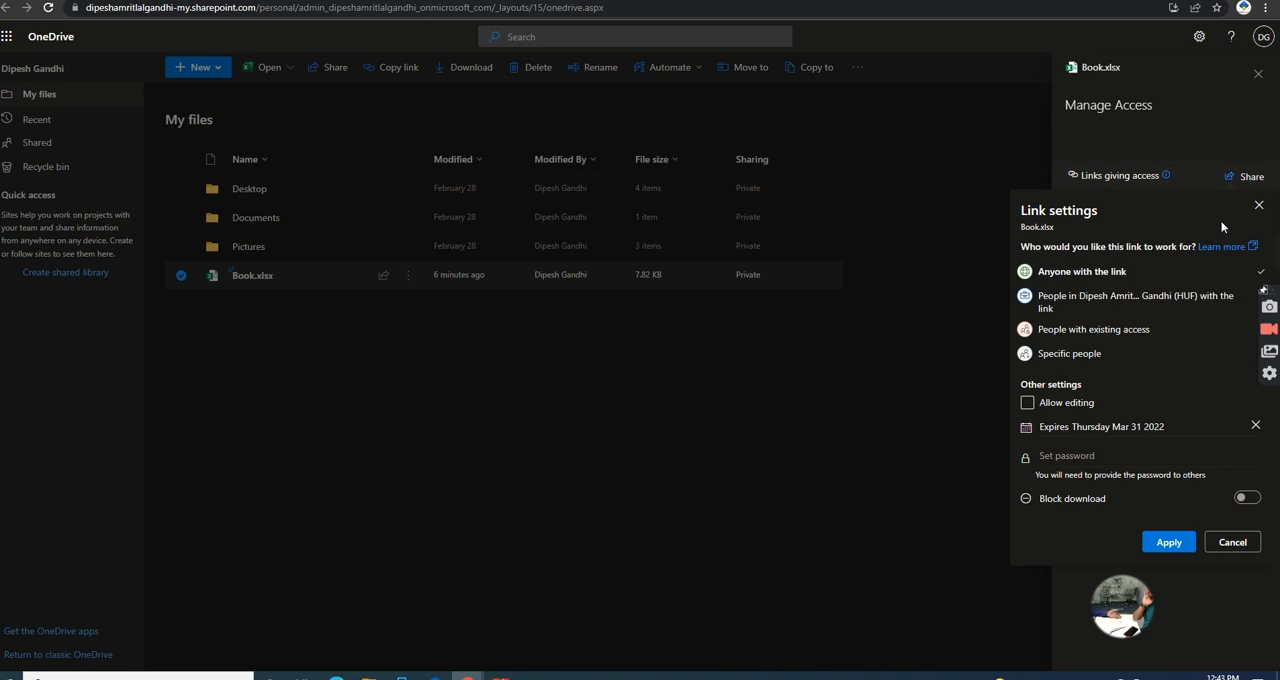 dipeshamritlalgandhi-my.sharepoint.com/personal/admin_dipeshamritlalgandhi_onmicrosoft_com/_layouts/15/onedrive.aspx
OneDrive
Search
DG
Dipesh Gandhi
My files
Recent
Shared
Recycle bin
Quick access
Sites help you work on projects with
your team and share information
from anywhere on any device. Create
or follow sites to see them here.
Create shared library
Get the OneDrive apps
Return to classic OneDrive
New Open Share Copy link Download Delete Rename Automate Move to Copy to
My files
Name Modified Modified By File size Sharing
Desktop February 28 Dipesh Gandhi 4 items Private
Documents February 28 Dipesh Gandhi 1 item Private
Pictures February 28 Dipesh Gandhi 3 items Private
Book.xlsx 6 minutes ago Dipesh Gandhi 7.82 KB Private
Book.xlsx
Manage Access
Links giving access Share
Link settings
Book.xlsx
Who would you like this link to work for? Learn more
Anyone with the link
People in Dipesh Amrit... Gandhi (HUF) with the
link
People with existing access
Specific people
Other settings
Allow editing
Expires Thursday Mar 31 2022
Set password
You will need to provide the password to others
Block download
Apply Cancel
12:43 PM